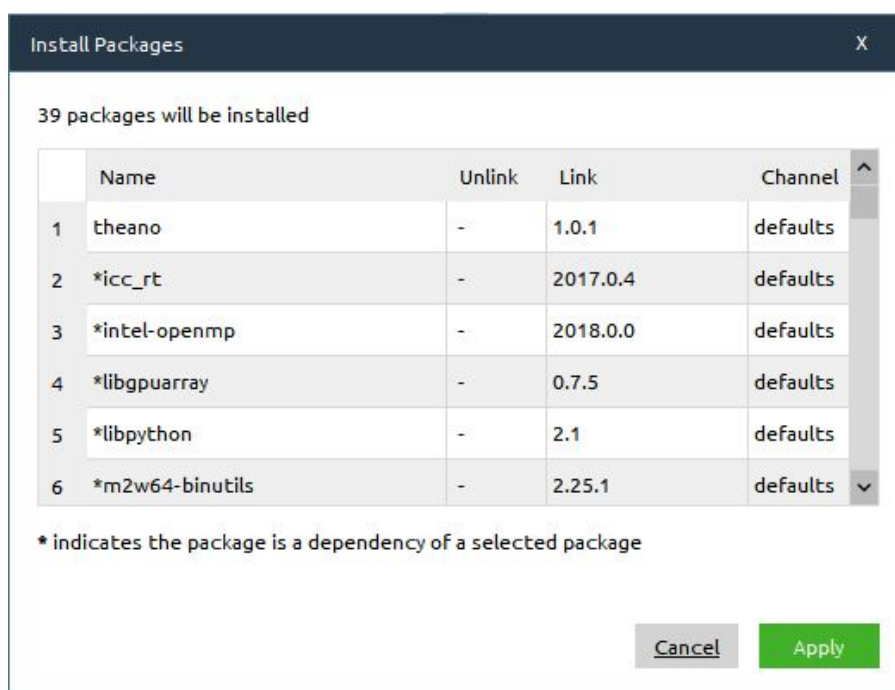 Install Packages X
39 packages will be installed
Name Unlink Link Channel
1 theano - 1.0.1 defaults
2 *icc_rt - 2017.0.4 defaults
3 *intel-openmp - 2018.0.0 defaults
4 *libgpuarray - 0.7.5 defaults
5 *libpython - 2.1 defaults
6 *m2w64-binutils - 2.25.1 defaults
* indicates the package is a dependency of a selected package
Cancel Apply